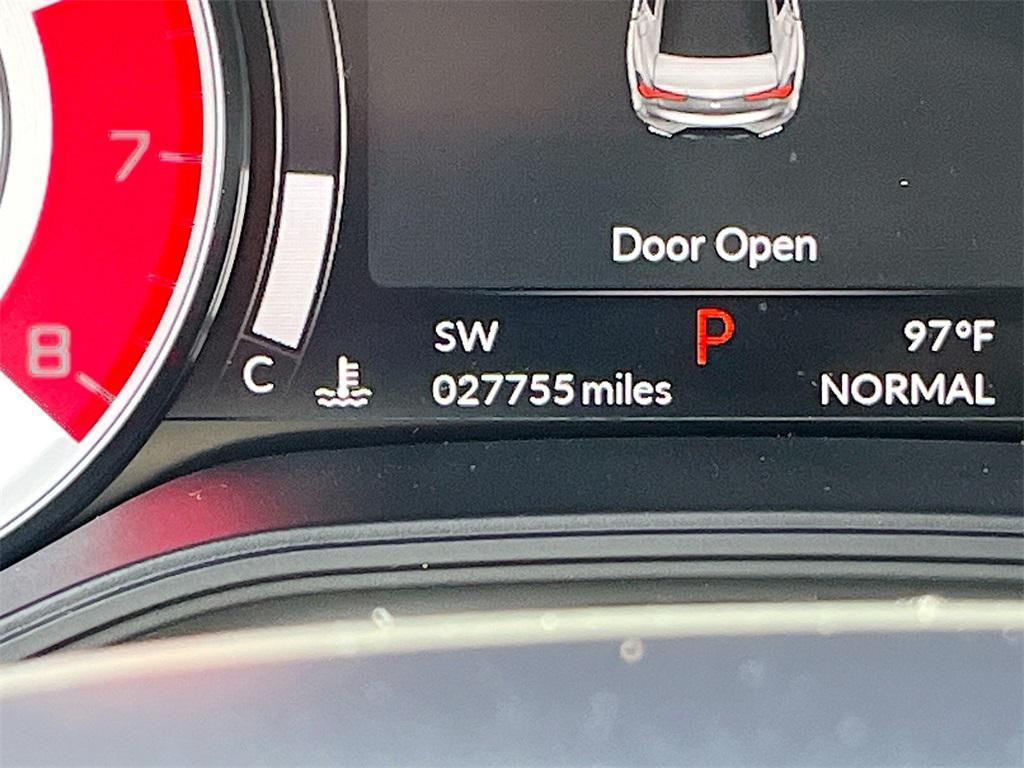 7
8
Door Open
SW
P
97°F
C
027755 miles
NORMAL